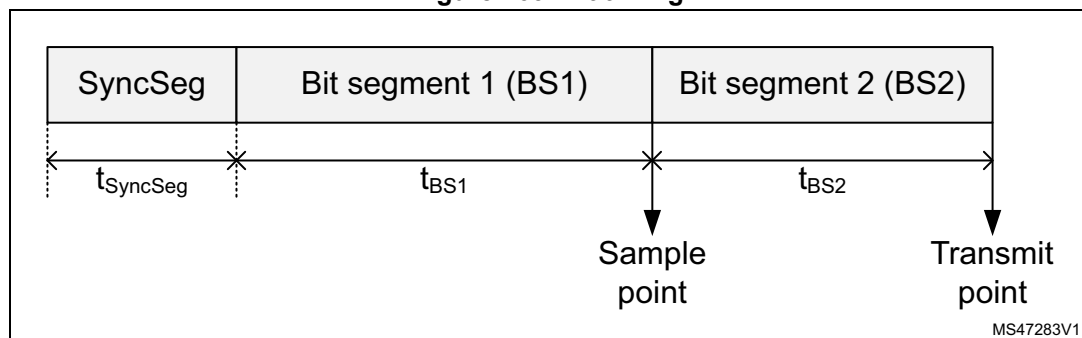 SyncSeg Bit segment 1 (BS1) Bit segment 2 (BS2)
tSyncSeg tBS1 tBS2
Sample point
Transmit point
MS47283V1